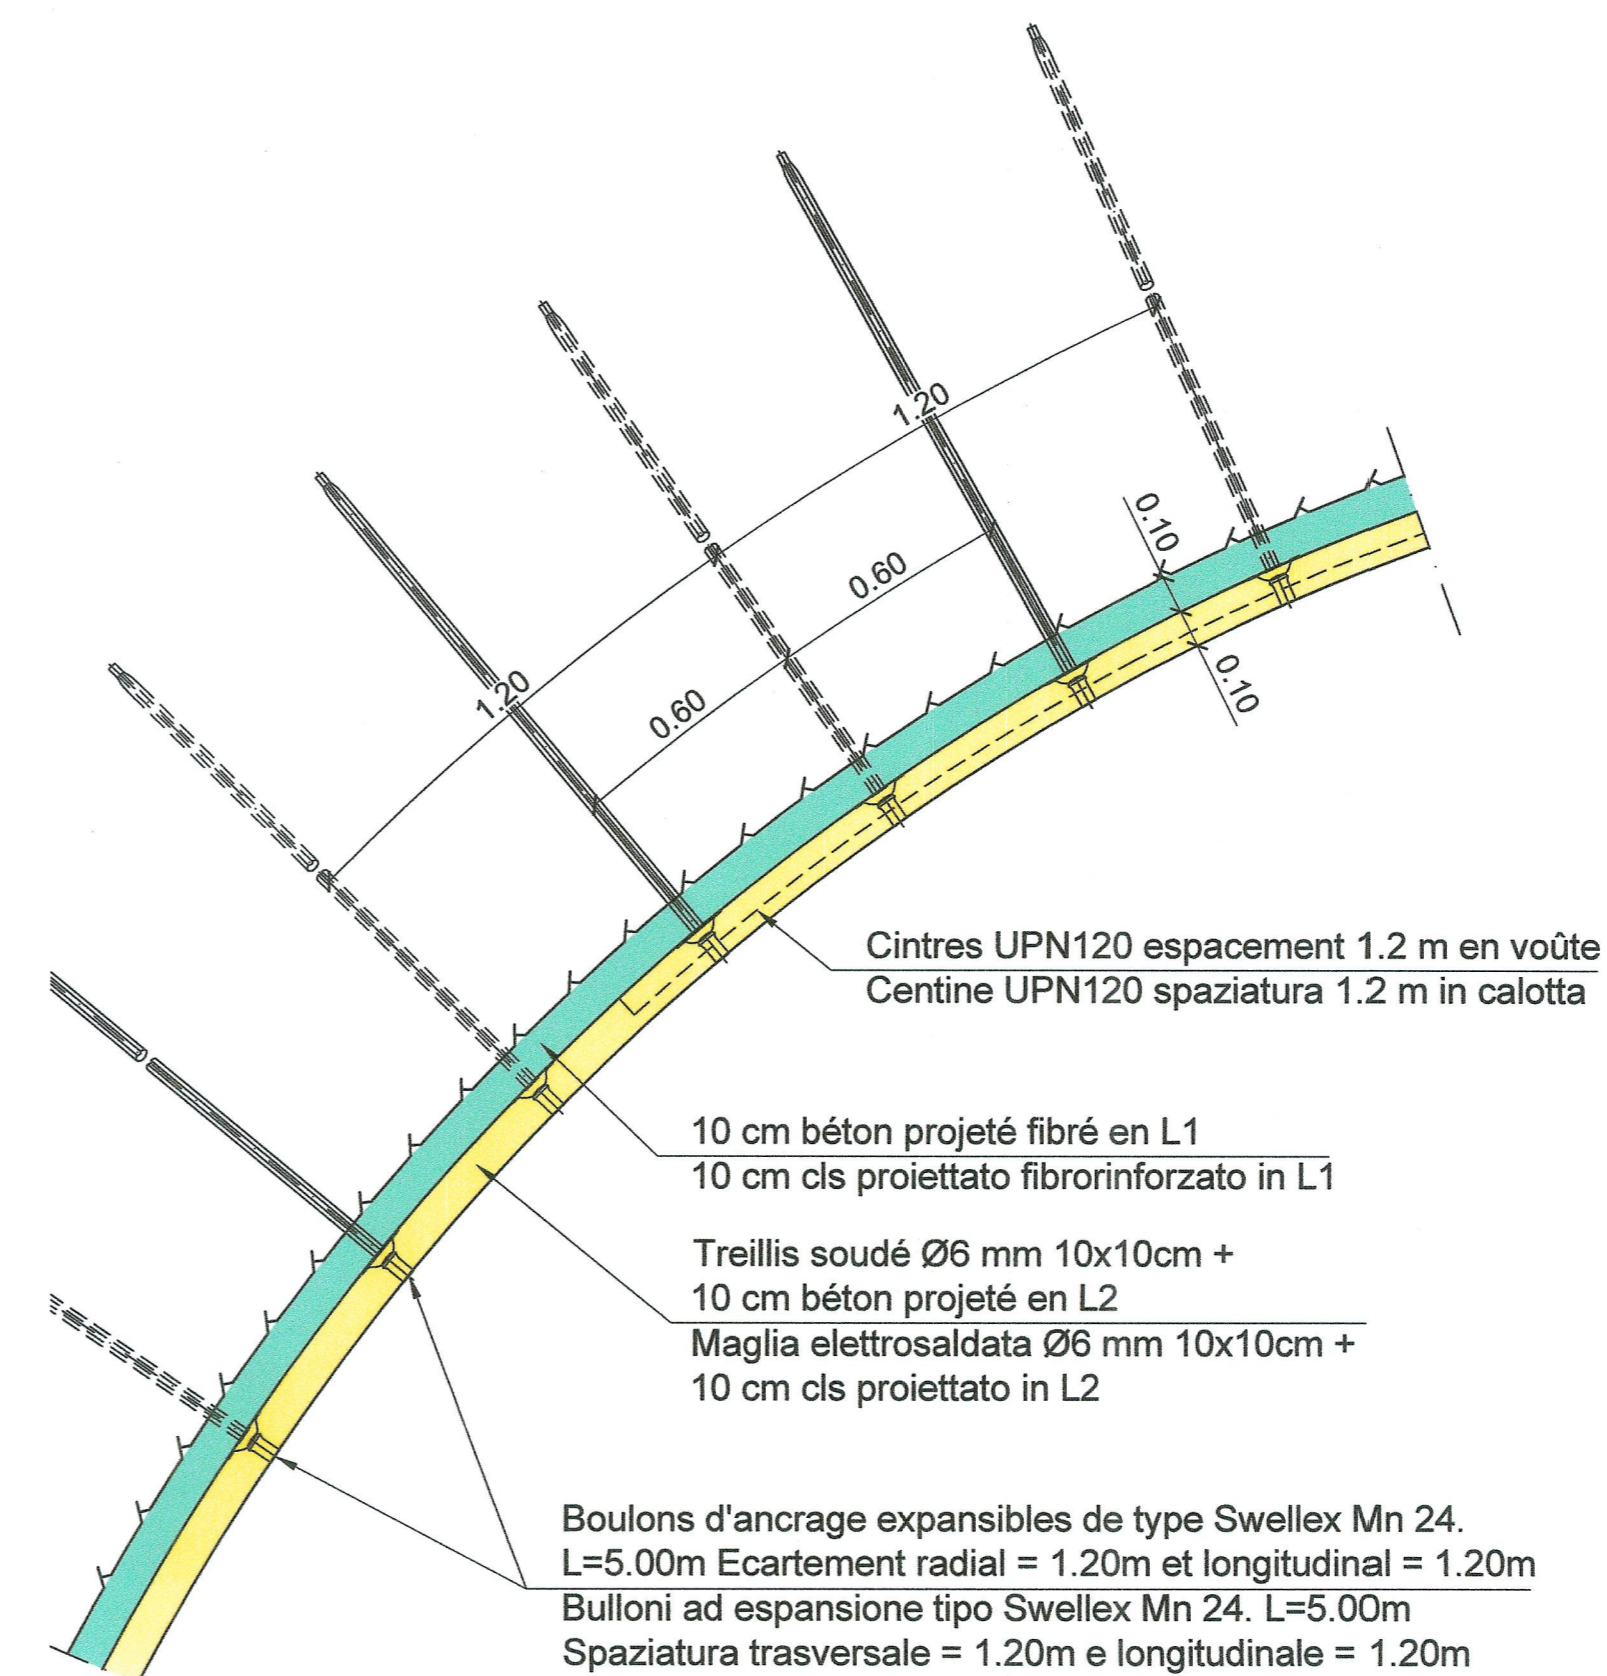 1.20
0.10
0.60
1.20
0.60
0.10
Cintres UPN120 espacement 1.2 m en voûte
Centine UPN120 spaziatura 1.2 m in calotta
10 cm béton projeté fibré en L1
10 cm cls proiettato fibrorinforzato in L1
Treillis soudé Ø6 mm 10x10cm +
10 cm béton projeté en L2
Maglia elettrosaldata Ø6 mm 10x10cm +
10 cm cls proiettato in L2
Boulons d'ancrage expansibles de type Swellex Mn 24.
L=5.00m Ecartement radial = 1.20m et longitudinal = 1.20m
Bulloni ad espansione tipo Swellex Mn 24. L=5.00m
Spaziatura trasversale = 1.20m e longitudinale = 1.20m